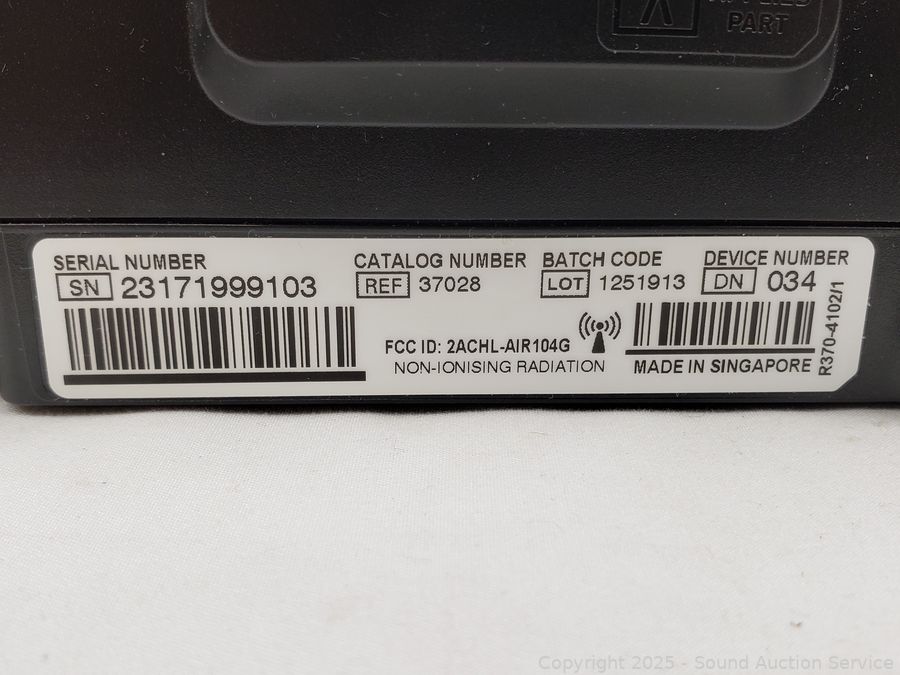 PART
SERIAL NUMBER
SN 23171999103
CATALOG NUMBER
REF 37028
BATCH CODE
LOT 1251913
DEVICE NUMBER
DN 034
FCC ID: 2ACHL-AIR104G
NON-IONISING RADIATION
MADE IN SINGAPORE
R370-4102/1
Copyright 2025 - Sound Auction Service